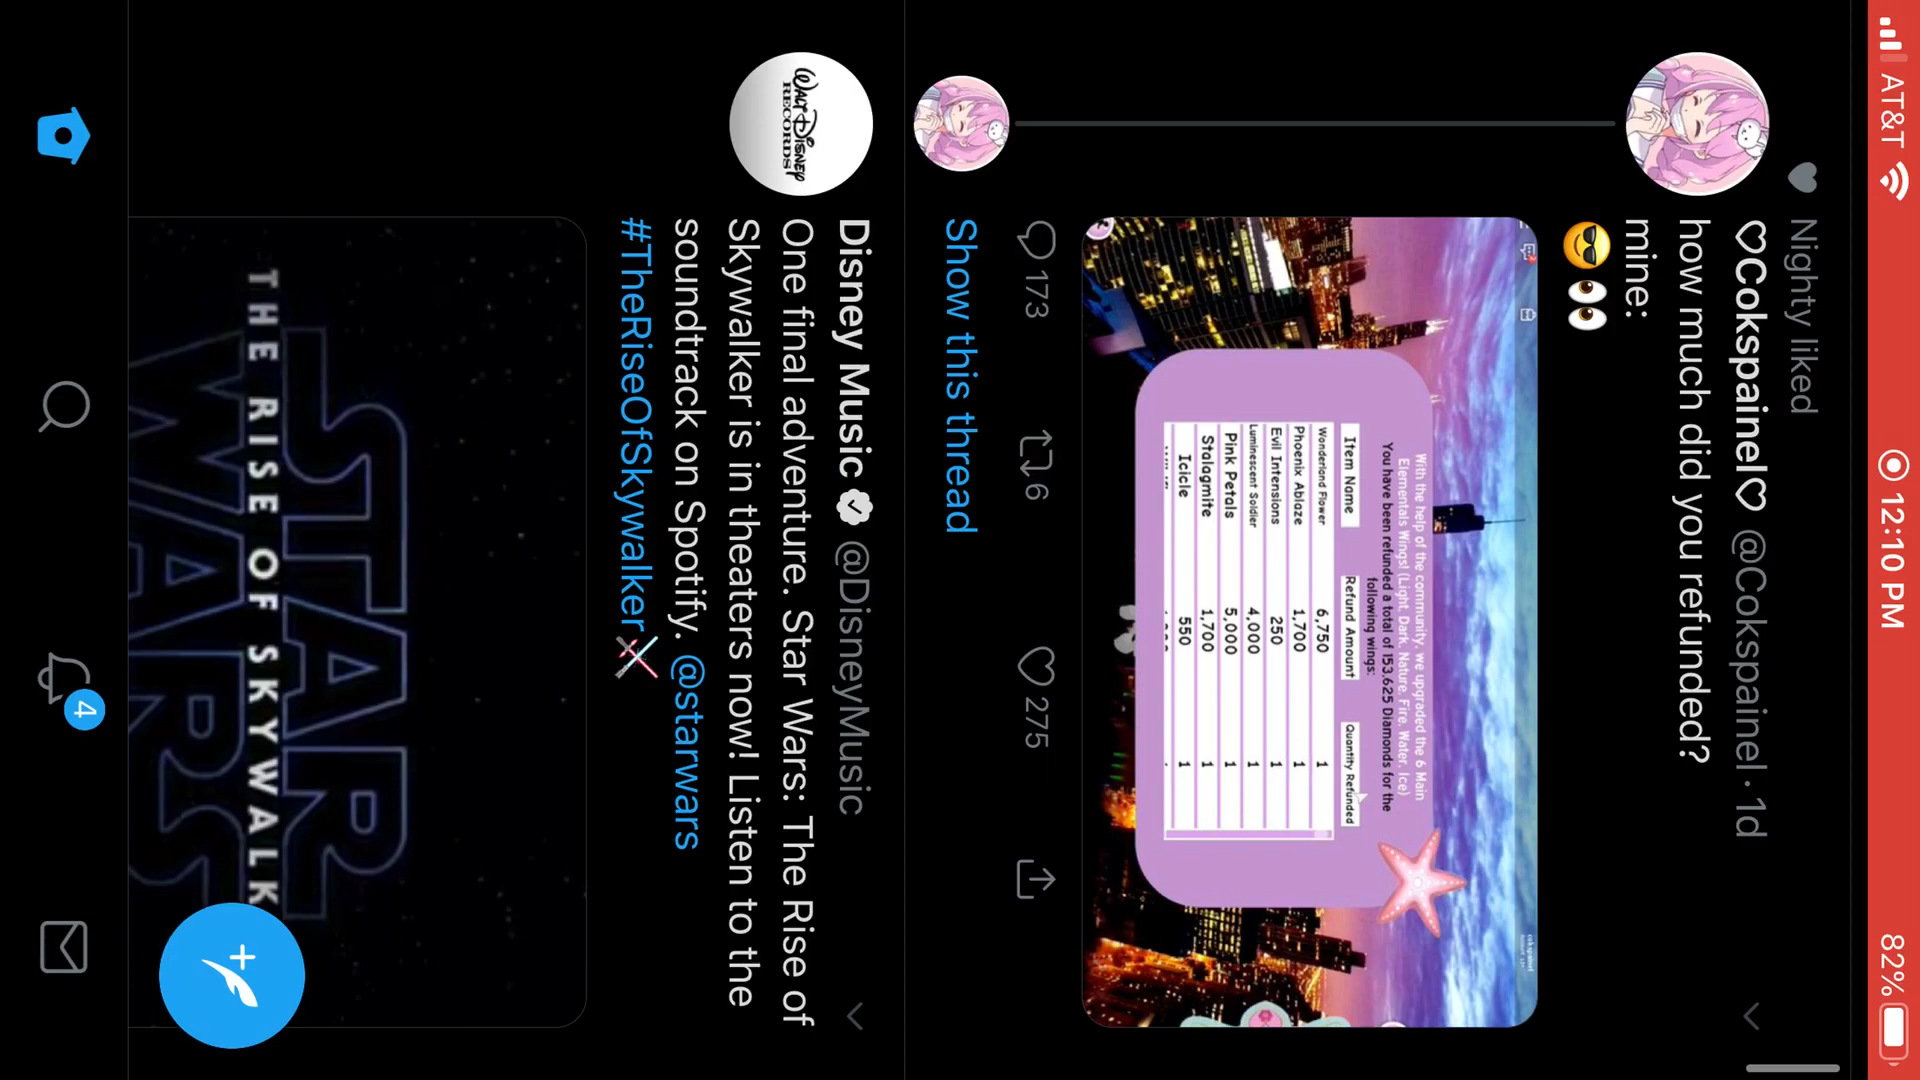 AT&T 12:10 PM 82%
Nighty liked
♡Cokspainel♡ @Cokspainel · 1d
how much did you refunded?
mine:
😎👀
With the help of the community, we upgraded the 6 Main
Elementals Wings! (Light, Dark, Nature, Fire, Water, Ice)
You have been refunded a total of 153,625 Diamonds for the
following wings:
Item Name Refund Amount Quantity Refunded
Wonderland Flower 6,750 1
Phoenix Ablaze 1,700 1
Evil Intensions 250 1
Luminescent Soldier 4,000 1
Pink Petals 5,000 1
Stalagmite 1,700 1
Icicle 550 1
173 6 275
Show this thread
WALT DISNEY
RECORDS
Disney Music @DisneyMusic
One final adventure. Star Wars: The Rise of
Skywalker is in theaters now! Listen to the
soundtrack on Spotify. @starwars
#TheRiseOfSkywalker
STAR
THE RISE OF SKYWALK
WARS
4